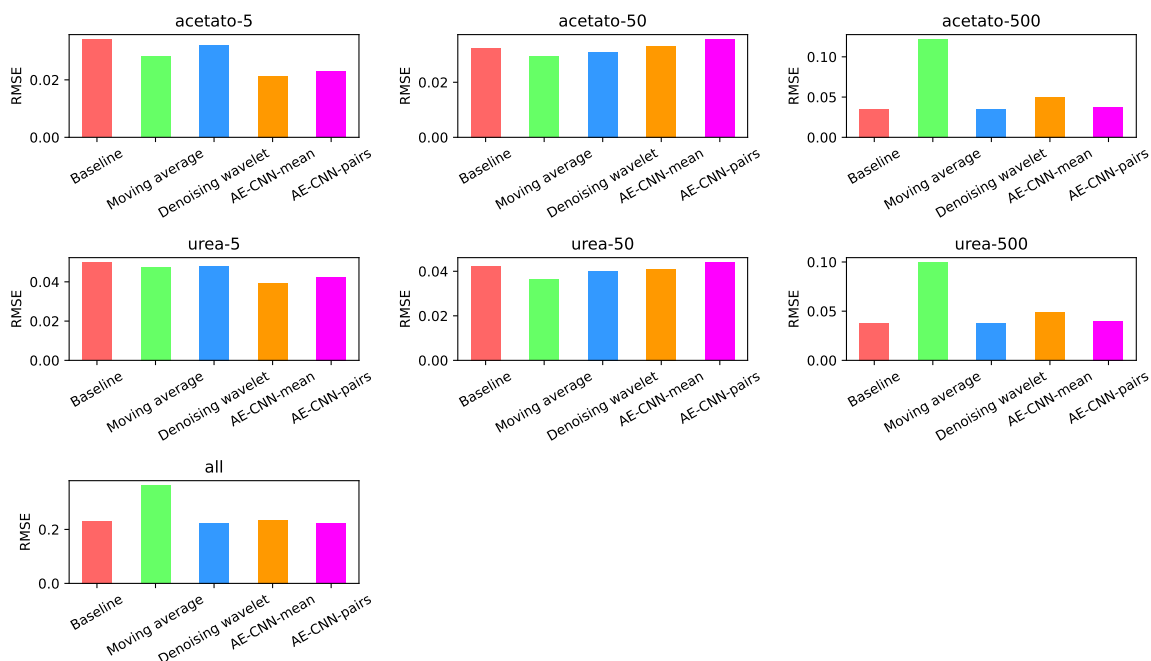 acetato-5
RMSE
0.02
0.00
Baseline
Moving average
Denoising wavelet
AE-CNN-mean
AE-CNN-pairs
acetato-50
RMSE
0.02
0.00
Baseline
Moving average
Denoising wavelet
AE-CNN-mean
AE-CNN-pairs
acetato-500
RMSE
0.10
0.05
0.00
Baseline
Moving average
Denoising wavelet
AE-CNN-mean
AE-CNN-pairs
urea-5
RMSE
0.04
0.02
0.00
Baseline
Moving average
Denoising wavelet
AE-CNN-mean
AE-CNN-pairs
urea-50
RMSE
0.04
0.02
0.00
Baseline
Moving average
Denoising wavelet
AE-CNN-mean
AE-CNN-pairs
urea-500
RMSE
0.10
0.05
0.00
Baseline
Moving average
Denoising wavelet
AE-CNN-mean
AE-CNN-pairs
all
RMSE
0.2
0.0
Baseline
Moving average
Denoising wavelet
AE-CNN-mean
AE-CNN-pairs